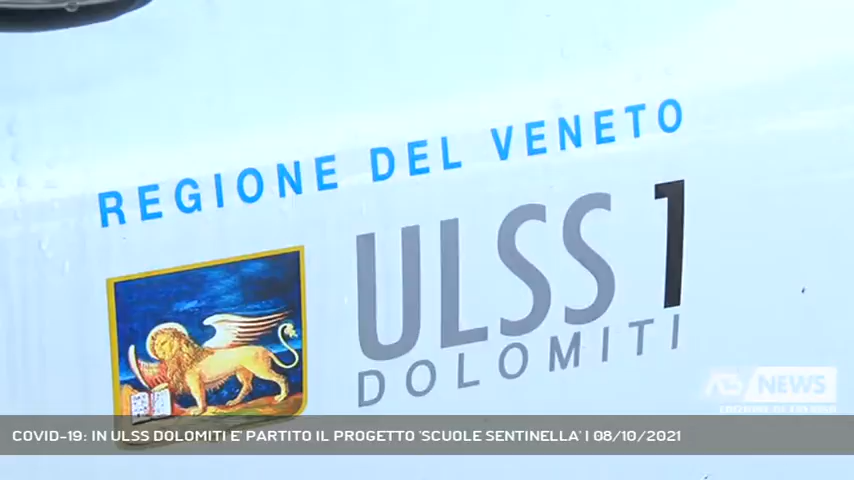 REGIONE DEL VENETO
ULSS 1
DOLOMITI
NEWS
COVID-19: IN ULSS DOLOMITI E' PARTITO IL PROGETTO 'SCUOLE SENTINELLA' | 08/10/2021